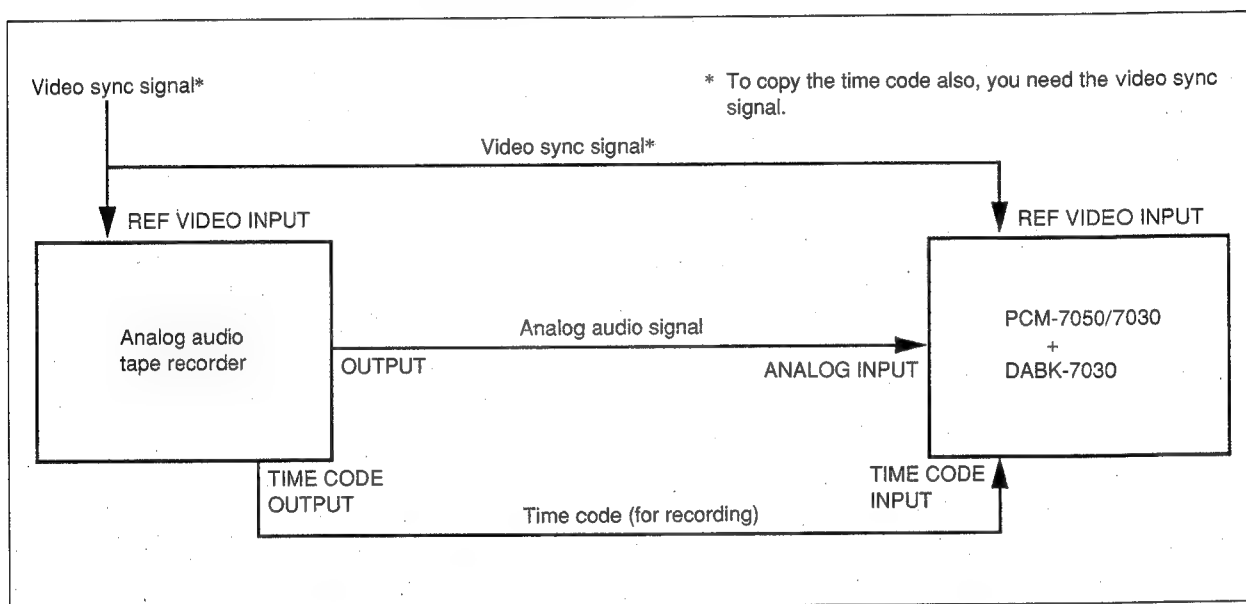 Video sync signal*
* To copy the time code also, you need the video sync
signal.
Video sync signal*
REF VIDEO INPUT
REF VIDEO INPUT
Analog audio
tape recorder
Analog audio signal
OUTPUT
ANALOG INPUT
PCM-7050/7030
+
DABK-7030
TIME CODE
OUTPUT
TIME CODE
INPUT
Time code (for recording)